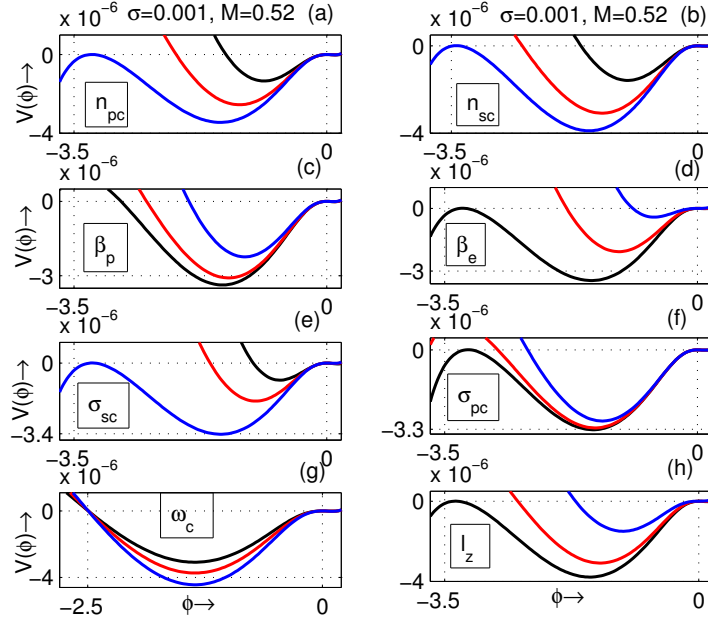 σ=0.001, M=0.52
σ=0.001, M=0.52
x 10⁻⁶
(a)
V(ϕ)→
0
−4
−3.5
0
n_pc
x 10⁻⁶
(b)
0
−4
−3.5
0
n_sc
x 10⁻⁶
(c)
V(ϕ)→
0
−3
−3.5
0
β_p
x 10⁻⁶
(d)
0
−3
−3.5
0
β_e
x 10⁻⁶
(e)
V(ϕ)→
0
−3.4
−3.5
0
σ_sc
x 10⁻⁶
(f)
0
−3.3
−3.5
0
σ_pc
x 10⁻⁶
(g)
V(ϕ)→
0
−4
−2.5
ϕ→
0
ω_c
x 10⁻⁶
(h)
0
−4
−3.5
ϕ→
0
l_z